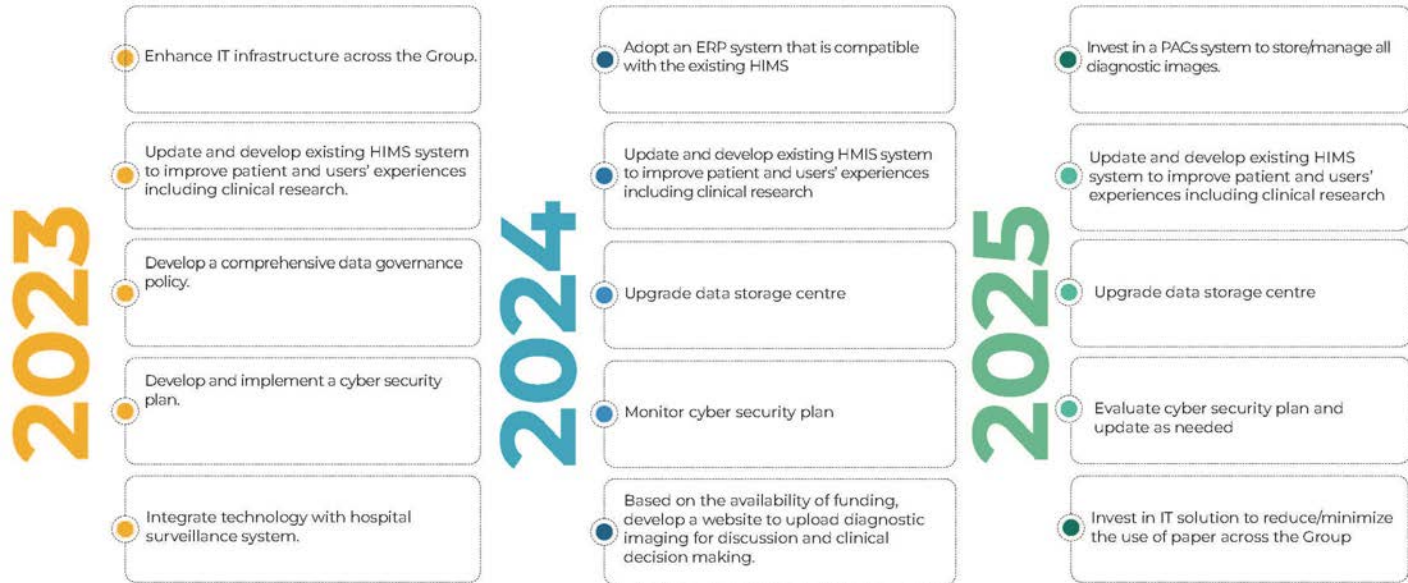 2023
Enhance IT infrastructure across the Group.
Update and develop existing HIMS system
to improve patient and users' experiences
including clinical research.
Develop a comprehensive data governance
policy.
Develop and implement a cyber security
plan.
Integrate technology with hospital
surveillance system.
2024
Adopt an ERP system that is compatible
with the existing HIMS
Update and develop existing HMIS system
to improve patient and users' experiences
including clinical research
Upgrade data storage centre
Monitor cyber security plan
Based on the availability of funding,
develop a website to upload diagnostic
imaging for discussion and clinical
decision making.
2025
Invest in a PACs system to store/manage all
diagnostic images.
Update and develop existing HIMS
system to improve patient and users'
experiences including clinical research
Upgrade data storage centre
Evaluate cyber security plan and
update as needed
Invest in IT solution to reduce/minimize
the use of paper across the Group